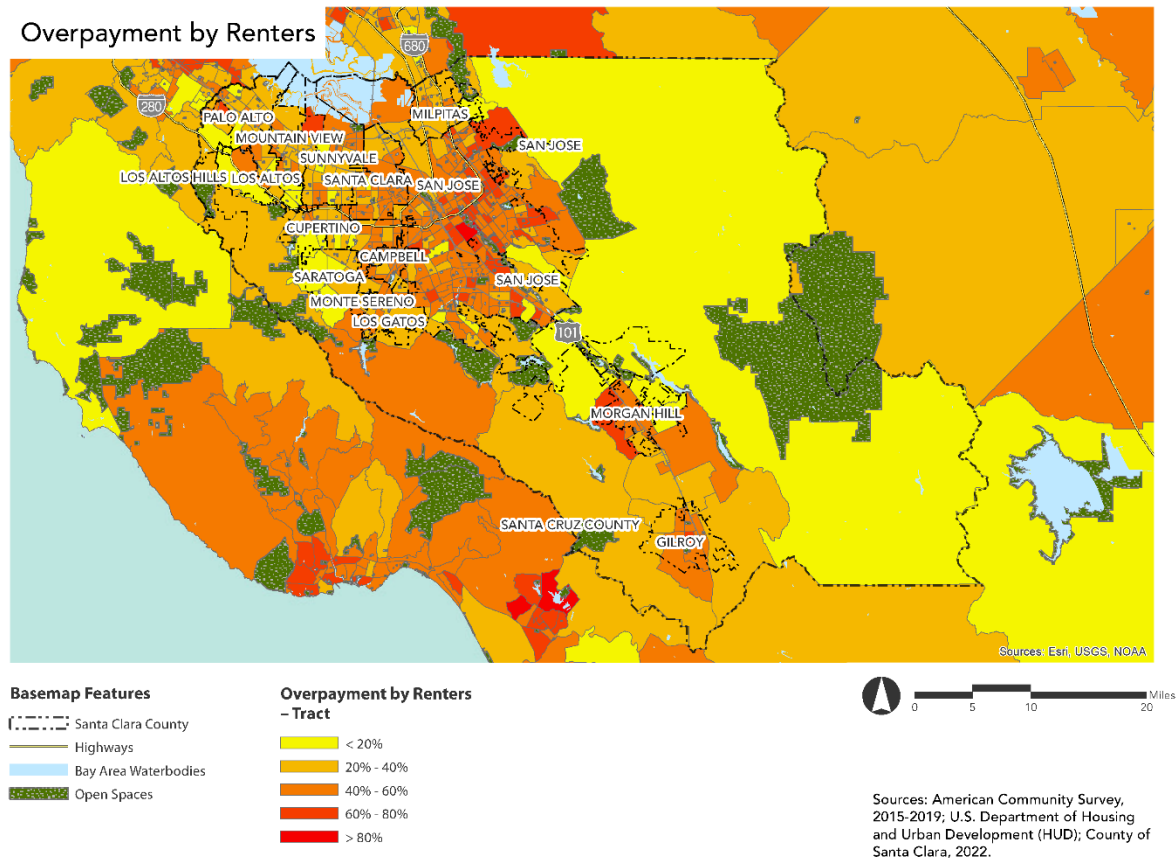 Overpayment by Renters
680
280
PALO ALTO
MILPITAS
MOUNTAIN VIEW
SAN JOSE
SUNNYVALE
LOS ALTOS HILLS
LOS ALTOS
SANTA CLARA
SAN JOSE
CUPERTINO
CAMPBELL
SARATOGA
SAN JOSE
MONTE SERENO
LOS GATOS
101
MORGAN HILL
SANTA CRUZ COUNTY
GILROY
Sources: Esri, USGS, NOAA
Basemap Features
Santa Clara County
Highways
Bay Area Waterbodies
Open Spaces
Overpayment by Renters
– Tract
< 20%
20% - 40%
40% - 60%
60% - 80%
> 80%
Miles
0 5 10 20
Sources: American Community Survey,
2015-2019; U.S. Department of Housing
and Urban Development (HUD); County of
Santa Clara, 2022.